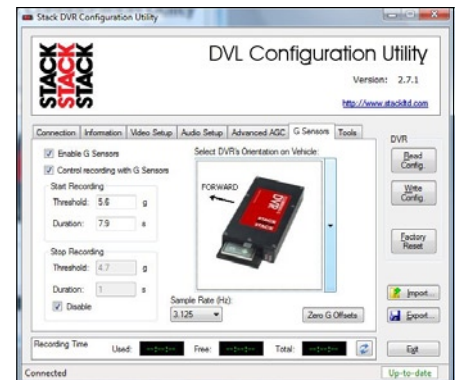 Stack DVR Configuration Utility
STACK
STACK
STACK
DVL Configuration Utility
Version: 2.7.1
http://www.stackltd.com
Connection Information Video Setup Audio Setup Advanced AGC G Sensors Tools
Enable G Sensors
Control recording with G Sensors
Start Recording
Threshold: 5.6 g
Duration: 7.9 s
Stop Recording
Threshold: 4.7 g
Duration: 1 s
Disable
Select DVR's Orientation on Vehicle:
FORWARD
DVR
STACK
Sample Rate (Hz):
3.125
Zero G Offsets
DVR
Read Config.
Write Config.
Factory Reset
Import...
Export...
Exit
Recording Time Used: --:--:-- Free: --:--:-- Total: --:--:--
Connected
Up-to-date